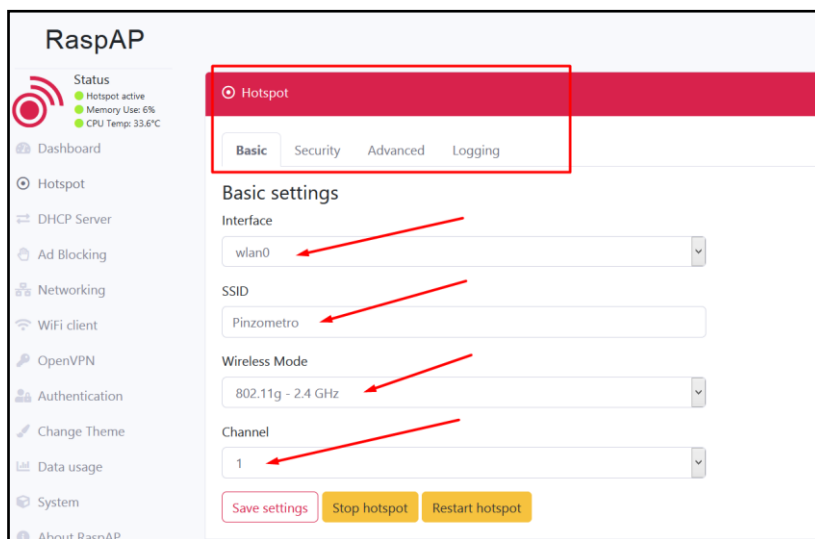 RaspAP
Status
Hotspot active
Memory Use: 6%
CPU Temp: 33.6°C
Dashboard
Hotspot
DHCP Server
Ad Blocking
Networking
WiFi client
OpenVPN
Authentication
Change Theme
Data usage
System
About RaspAP
Hotspot
Basic Security Advanced Logging
Basic settings
Interface
wlan0
SSID
Pinzometro
Wireless Mode
802.11g - 2.4 GHz
Channel
1
Save settings Stop hotspot Restart hotspot